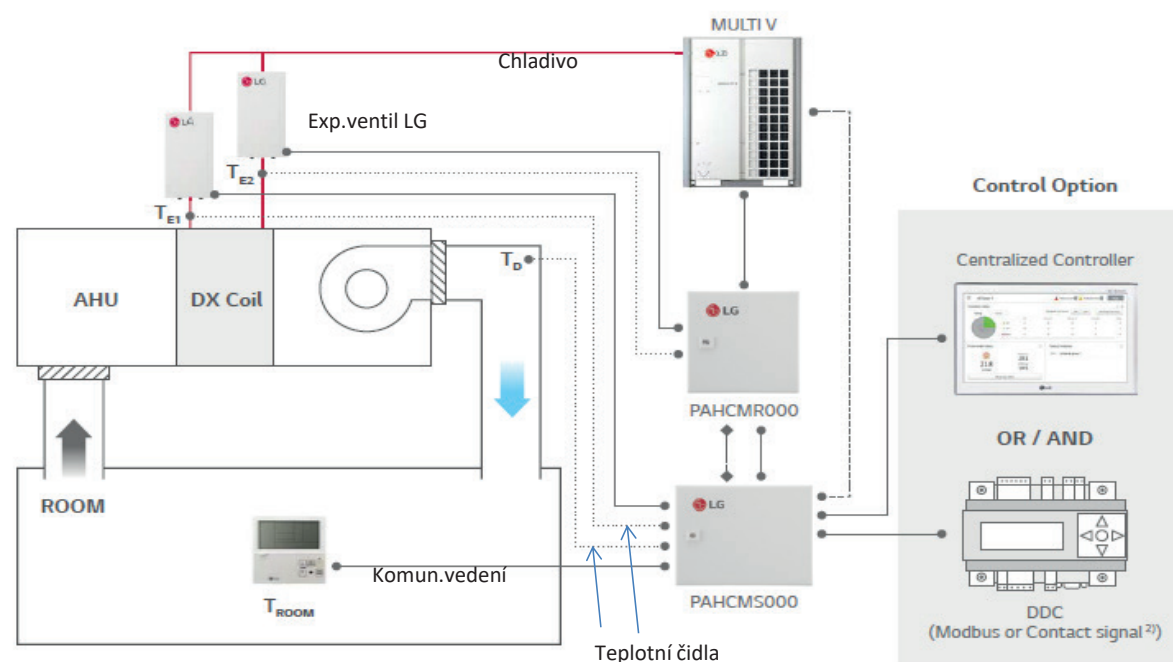 MULTI V
Chladivo
LG
LG
LG
Exp.ventil LG
TE2
TE1
Control Option
AHU
DX Coil
TD
Centralized Controller
LG
PAHCMR000
OR / AND
ROOM
LG
Komun.vedení
TROOM
PAHCMS000
DDC
(Modbus or Contact signal 2))
Teplotní čidla